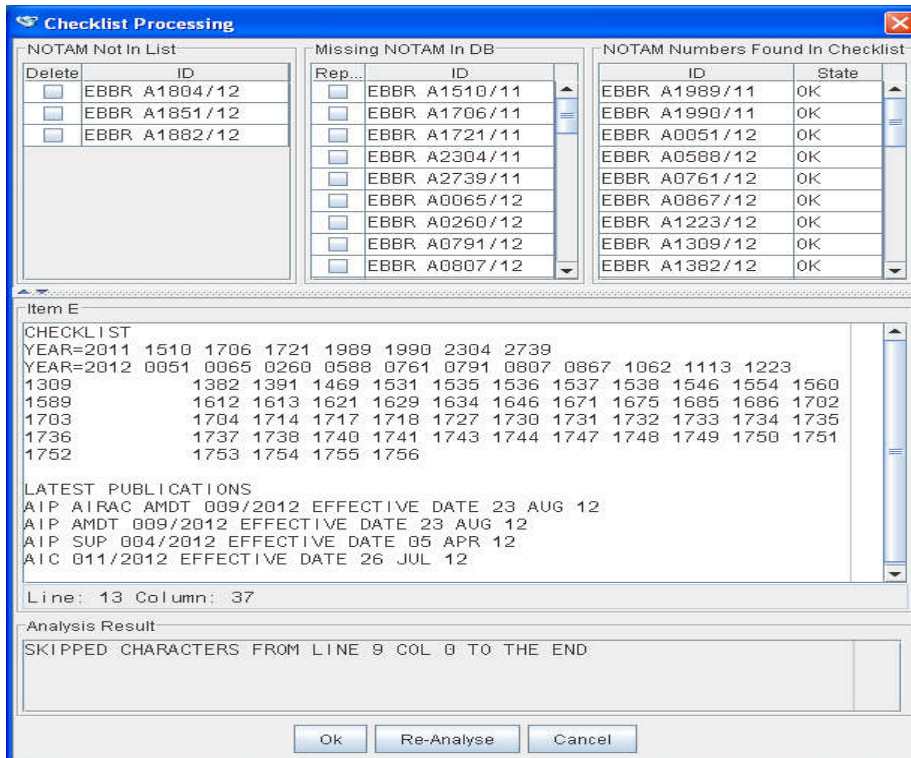 Checklist Processing
NOTAM Not In List
Delete ID
EBBR A1804/12
EBBR A1851/12
EBBR A1882/12
Missing NOTAM In DB
Rep... ID
EBBR A1510/11
EBBR A1706/11
EBBR A1721/11
EBBR A2304/11
EBBR A2739/11
EBBR A0065/12
EBBR A0260/12
EBBR A0791/12
EBBR A0807/12
NOTAM Numbers Found In Checklist
ID State
EBBR A1989/11 OK
EBBR A1990/11 OK
EBBR A0051/12 OK
EBBR A0588/12 OK
EBBR A0761/12 OK
EBBR A0867/12 OK
EBBR A1223/12 OK
EBBR A1309/12 OK
EBBR A1382/12 OK
Item E
CHECKLIST
YEAR=2011 1510 1706 1721 1989 1990 2304 2739
YEAR=2012 0051 0065 0260 0588 0761 0791 0807 0867 1062 1113 1223
1309 1382 1391 1469 1531 1535 1536 1537 1538 1546 1554 1560
1589 1612 1613 1621 1629 1634 1646 1671 1675 1685 1686 1702
1703 1704 1714 1717 1718 1727 1730 1731 1732 1733 1734 1735
1736 1737 1738 1740 1741 1743 1744 1747 1748 1749 1750 1751
1752 1753 1754 1755 1756
LATEST PUBLICATIONS
AIP AIRAC AMDT 009/2012 EFFECTIVE DATE 23 AUG 12
AIP AMDT 009/2012 EFFECTIVE DATE 23 AUG 12
AIP SUP 004/2012 EFFECTIVE DATE 05 APR 12
AIC 011/2012 EFFECTIVE DATE 26 JUL 12
Line: 13 Column: 37
Analysis Result
SKIPPED CHARACTERS FROM LINE 9 COL 0 TO THE END
Ok Re-Analyse Cancel